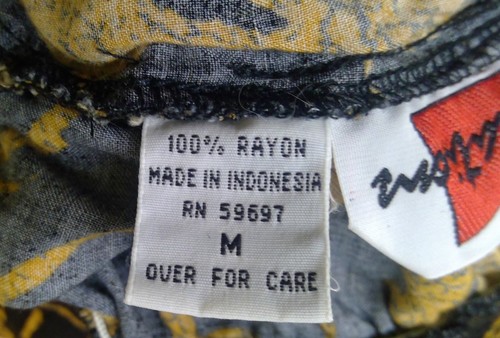 100% RAYON
MADE IN INDONESIA
RN 59697
M
OVER FOR CARE